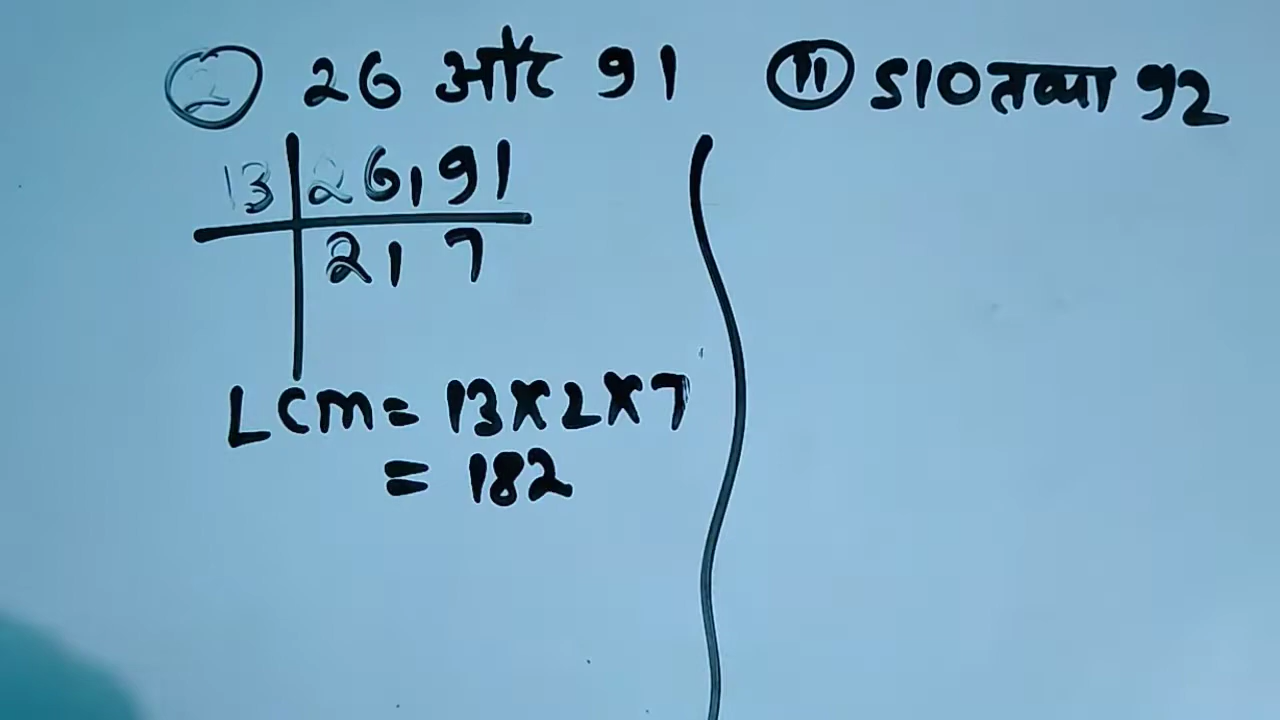 2 26 और 91
13 26, 91
2, 7
LCM = 13×2×7
= 182
ii 510 तथा 92